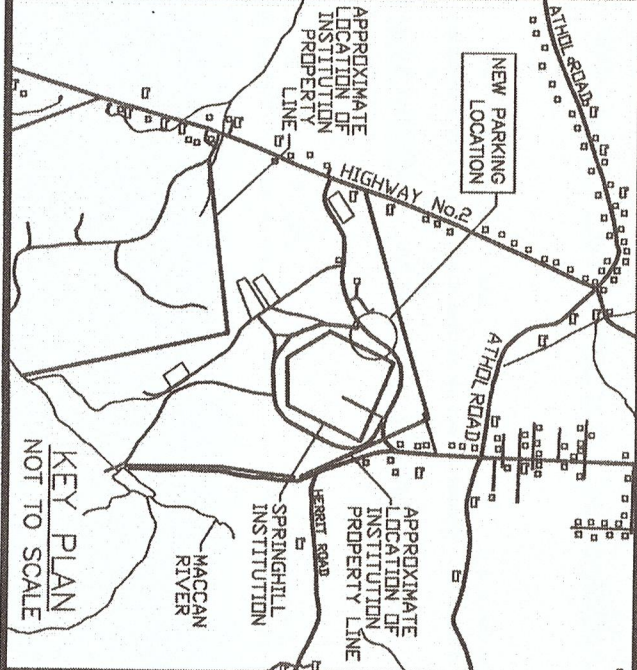 ATHOL ROAD
NEW PARKING
LOCATION
APPROXIMATE
LOCATION OF
INSTITUTION
PROPERTY
LINE
HIGHWAY No.2
ATHOL ROAD
APPROXIMATE
LOCATION OF
INSTITUTION
PROPERTY LINE
HERRIT ROAD
SPRINGHILL
INSTITUTION
MACCAN
RIVER
KEY PLAN
NOT TO SCALE